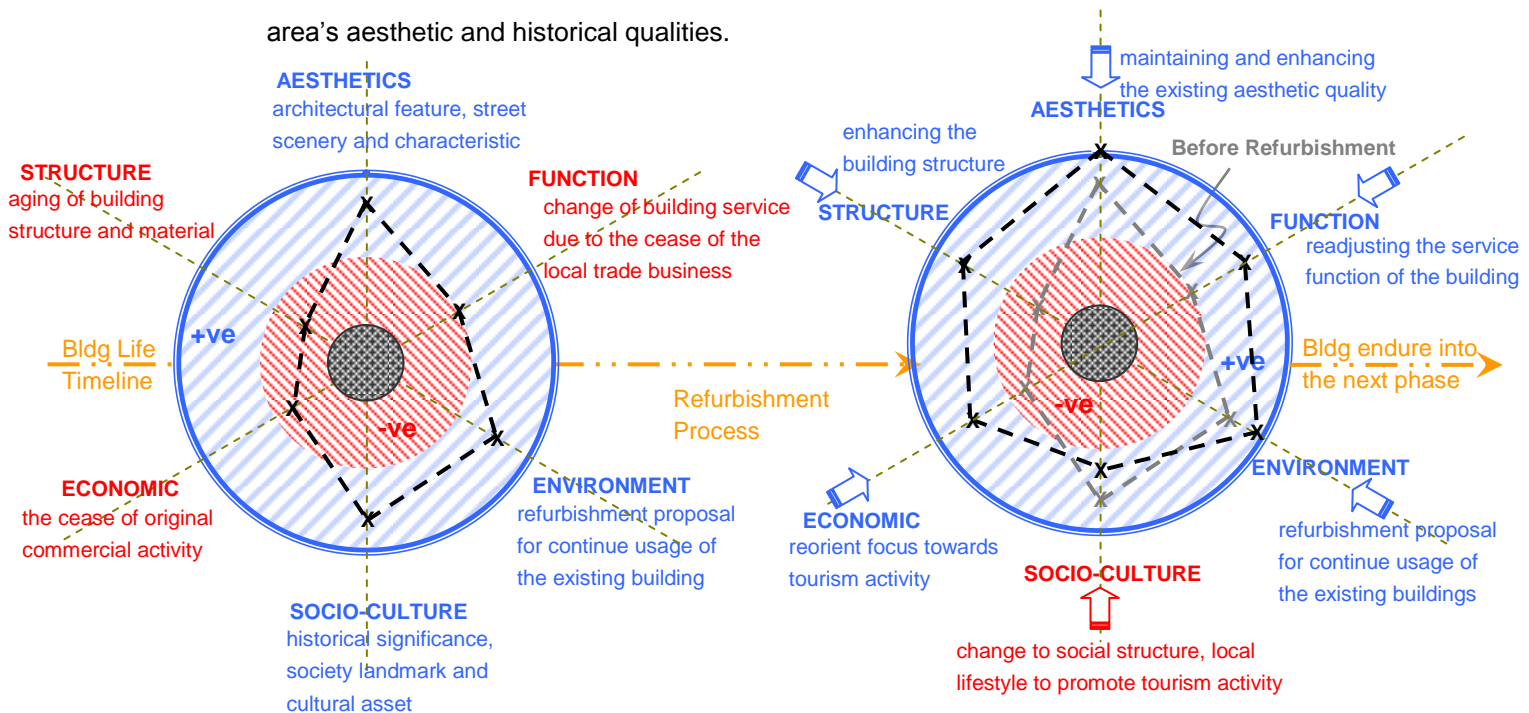 area's aesthetic and historical qualities.
AESTHETICS
architectural feature, street
scenery and characteristic
STRUCTURE
aging of building
structure and material
FUNCTION
change of building service
due to the cease of the
local trade business
+ve
-ve
Bldg Life
Timeline
ECONOMIC
the cease of original
commercial activity
ENVIRONMENT
refurbishment proposal
for continue usage of
the existing building
SOCIO-CULTURE
historical significance,
society landmark and
cultural asset
Refurbishment
Process
maintaining and enhancing
the existing aesthetic quality
AESTHETICS
enhancing the
building structure
STRUCTURE
Before Refurbishment
FUNCTION
readjusting the service
function of the building
+ve
-ve
Bldg endure into
the next phase
ECONOMIC
reorient focus towards
tourism activity
ENVIRONMENT
refurbishment proposal
for continue usage of
the existing buildings
SOCIO-CULTURE
change to social structure, local
lifestyle to promote tourism activity